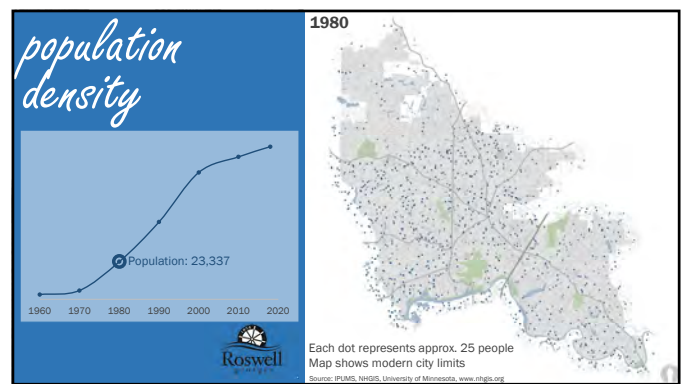 population
density
1980
Population: 23,337
1960 1970 1980 1990 2000 2010 2020
Roswell
Each dot represents approx. 25 people
Map shows modern city limits
Source: IPUMS, NHGIS, University of Minnesota, www.nhgis.org